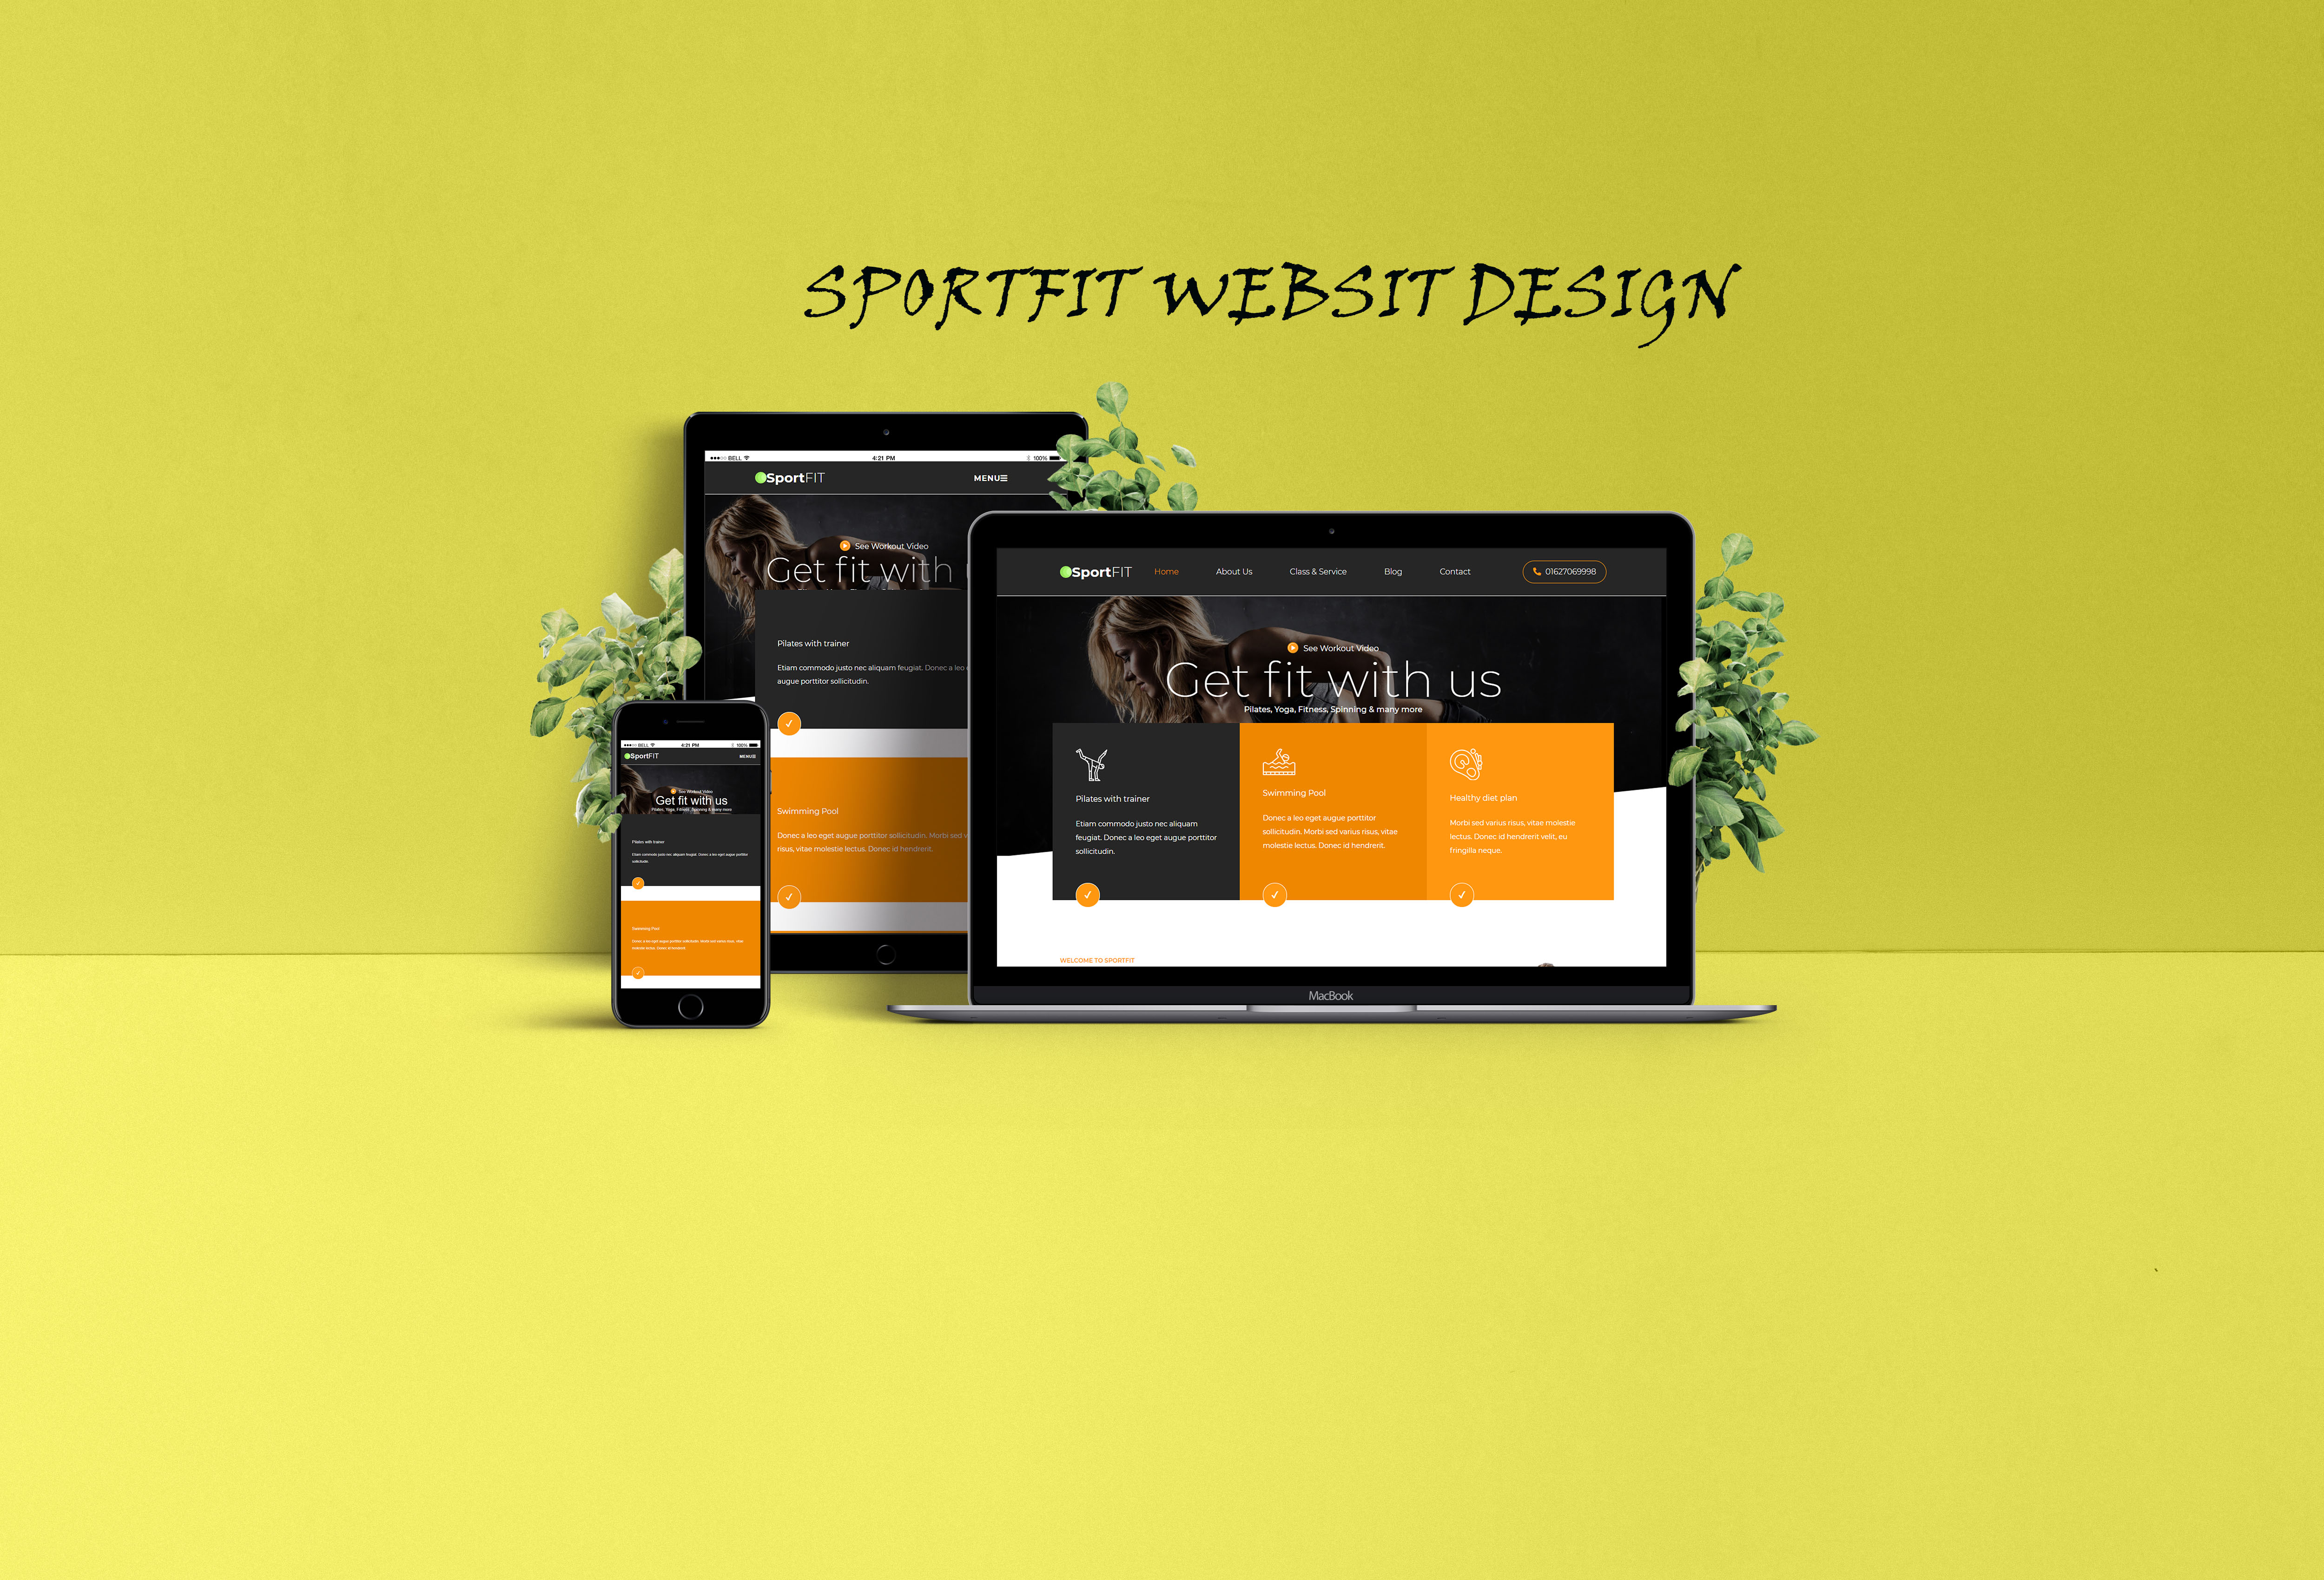 SPORTFIT WEBSIT DESIGN
BELL 4:21 PM 100%
SportFIT MENU
See Workout Video
Get fit with
Pilates with trainer
Etiam commodo justo nec aliquam feugiat. Donec a leo
augue porttitor sollicitudin.
Swimming Pool
Donec a leo eget augue porttitor sollicitudin. Morbi sed v
risus, vitae molestie lectus. Donec id hendrerit.
SportFIT Home About Us Class & Service Blog Contact 01627069998
See Workout Video
Get fit with us
Pilates, Yoga, Fitness, Spinning & many more
Pilates with trainer
Etiam commodo justo nec aliquam
feugiat. Donec a leo eget augue porttitor
sollicitudin.
Swimming Pool
Donec a leo eget augue porttitor
sollicitudin. Morbi sed varius risus, vitae
molestie lectus. Donec id hendrerit.
Healthy diet plan
Morbi sed varius risus, vitae molestie
lectus. Donec id hendrerit velit, eu
fringilla neque.
WELCOME TO SPORTFIT
MacBook
BELL 4:21 PM 100%
SportFIT MENU
See Workout Video
Get fit with us
Pilates, Yoga, Fitness, Spinning & many more
Pilates with trainer
Etiam commodo justo nec aliquam feugiat. Donec a leo eget augue porttitor
sollicitudin.
Swimming Pool
Donec a leo eget augue porttitor sollicitudin. Morbi sed varius risus, vitae
molestie lectus. Donec id hendrerit.